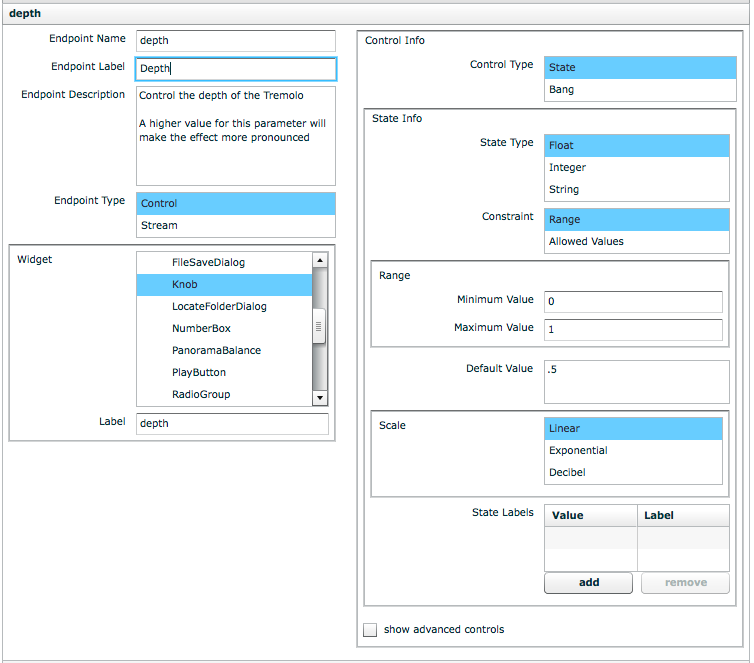 depth
Endpoint Name depth
Endpoint Label Depth
Endpoint Description Control the depth of the Tremolo
A higher value for this parameter will
make the effect more pronounced
Endpoint Type Control
Stream
Widget FileSaveDialog
Knob
LocateFolderDialog
NumberBox
PanoramaBalance
PlayButton
RadioGroup
Label depth
Control Info
Control Type State
Bang
State Info
State Type Float
Integer
String
Constraint Range
Allowed Values
Range
Minimum Value 0
Maximum Value 1
Default Value .5
Scale Linear
Exponential
Decibel
State Labels Value Label
add remove
show advanced controls